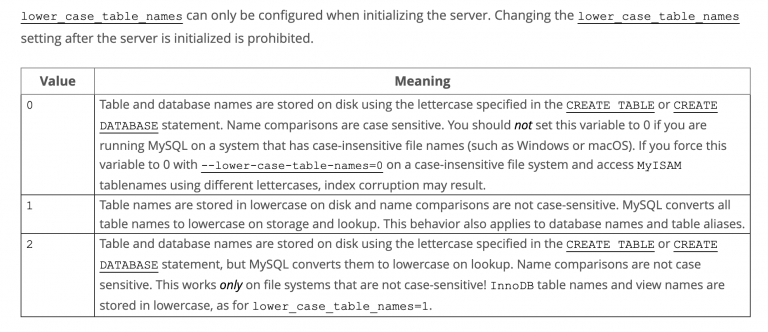 lower_case_table_names can only be configured when initializing the server. Changing the lower_case_table_names
setting after the server is initialized is prohibited.
Value Meaning
0 Table and database names are stored on disk using the lettercase specified in the CREATE TABLE or CREATE
DATABASE statement. Name comparisons are case sensitive. You should not set this variable to 0 if you are
running MySQL on a system that has case-insensitive file names (such as Windows or macOS). If you force this
variable to 0 with --lower-case-table-names=0 on a case-insensitive file system and access MyISAM
tablenames using different lettercases, index corruption may result.
1 Table names are stored in lowercase on disk and name comparisons are not case-sensitive. MySQL converts all
table names to lowercase on storage and lookup. This behavior also applies to database names and table aliases.
2 Table and database names are stored on disk using the lettercase specified in the CREATE TABLE or CREATE
DATABASE statement, but MySQL converts them to lowercase on lookup. Name comparisons are not case
sensitive. This works only on file systems that are not case-sensitive! InnoDB table names and view names are
stored in lowercase, as for lower_case_table_names=1.